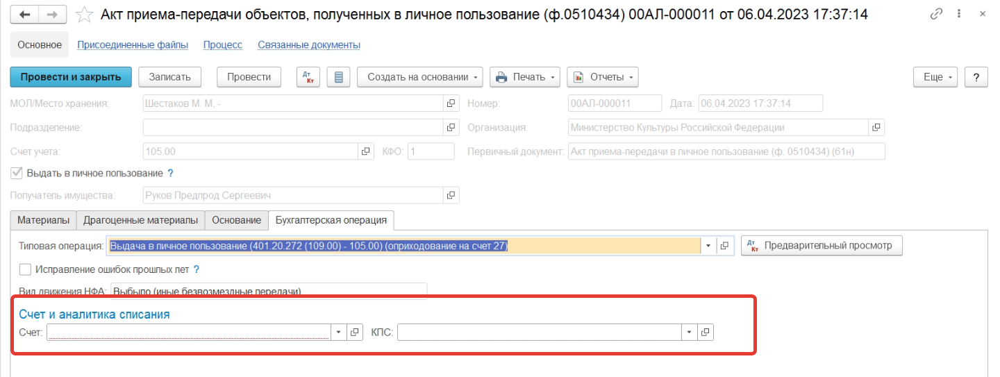 Акт приема-передачи объектов, полученных в личное пользование (ф.0510434) 00АЛ-000011 от 06.04.2023 17:37:14
Основное Присоединенные файлы Процесс Связанные документы
Провести и закрыть Записать Провести Дт Кт Создать на основании Печать Отчеты Еще ?
МОЛ/Место хранения: Шестаков М. М. - Номер: 00АЛ-000011 Дата: 06.04.2023 17:37:14
Подразделение: Организация: Министерство Культуры Российской Федерации
Счет учета: 105.00 КФО: 1 Первичный документ: Акт приема-передачи в личное пользование (ф. 0510434) (61н)
Выдать в личное пользование ?
Получатель имущества: Руков Предпрод Сергеевич
Материалы Драгоценные материалы Основание Бухгалтерская операция
Типовая операция: Выдача в личное пользование (401.20.272 (109.00) - 105.00) (оприходование на счет 27) Дт Кт Предварительный просмотр
Исправление ошибок прошлых лет ?
Вид движения НФА: Выбыло (иные безвозмездные передачи)
Счет и аналитика списания
Счет: КПС: